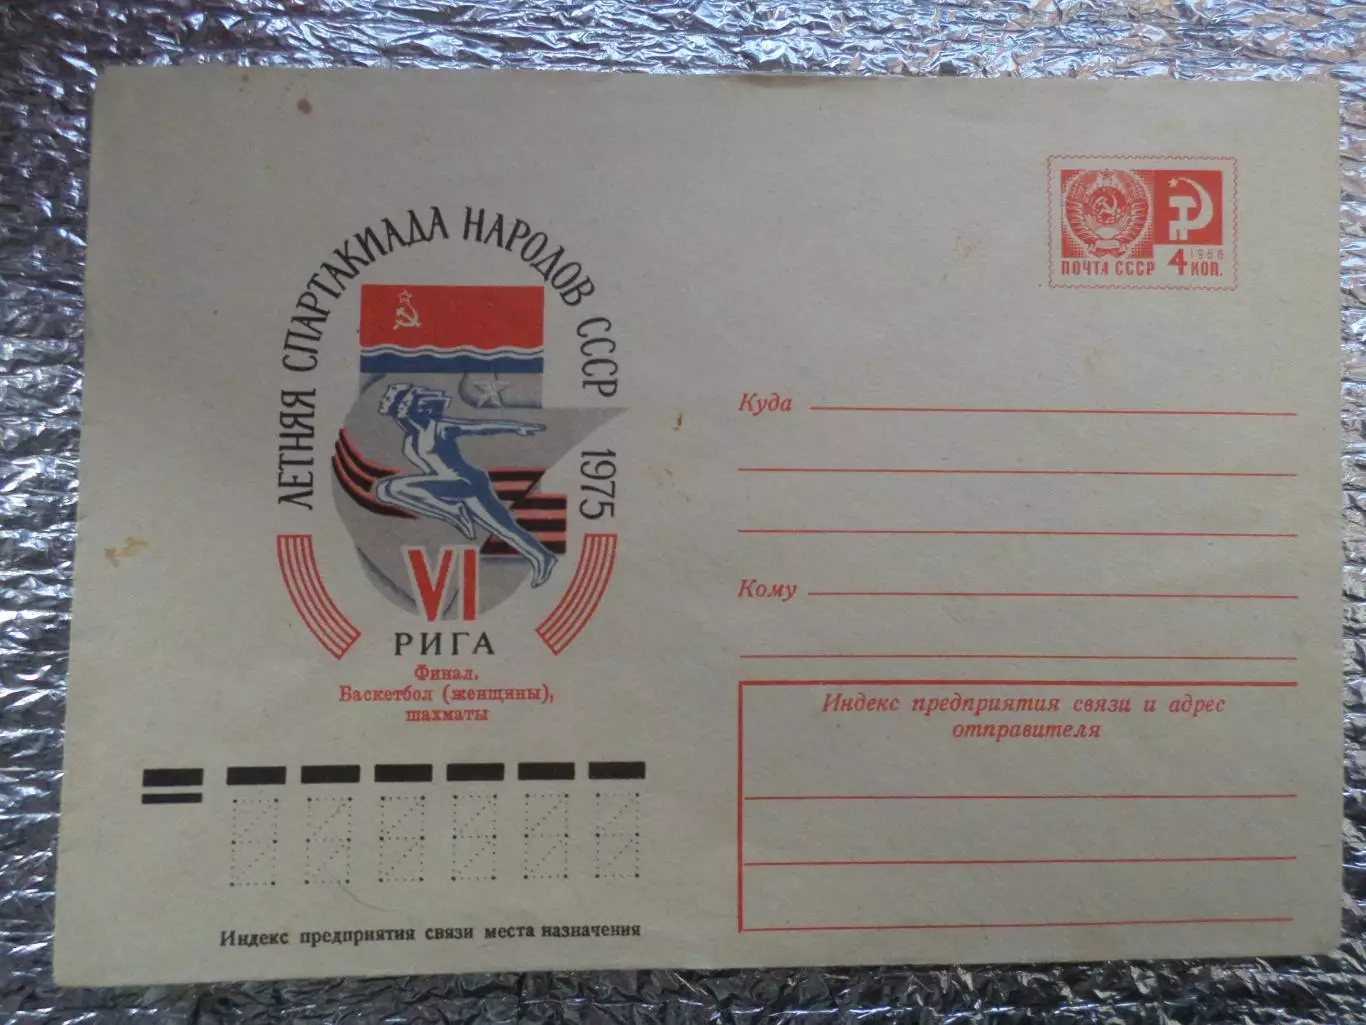 ЛЕТНЯЯ СПАРТАКИАДА НАРОДОВ СССР 1975
VI
РИГА
Финал.
Баскетбол (женщины),
шахматы
ПОЧТА СССР 4 КОП.
1966
Куда
Кому
Индекс предприятия связи и адрес
отправителя
Индекс предприятия связи места назначения